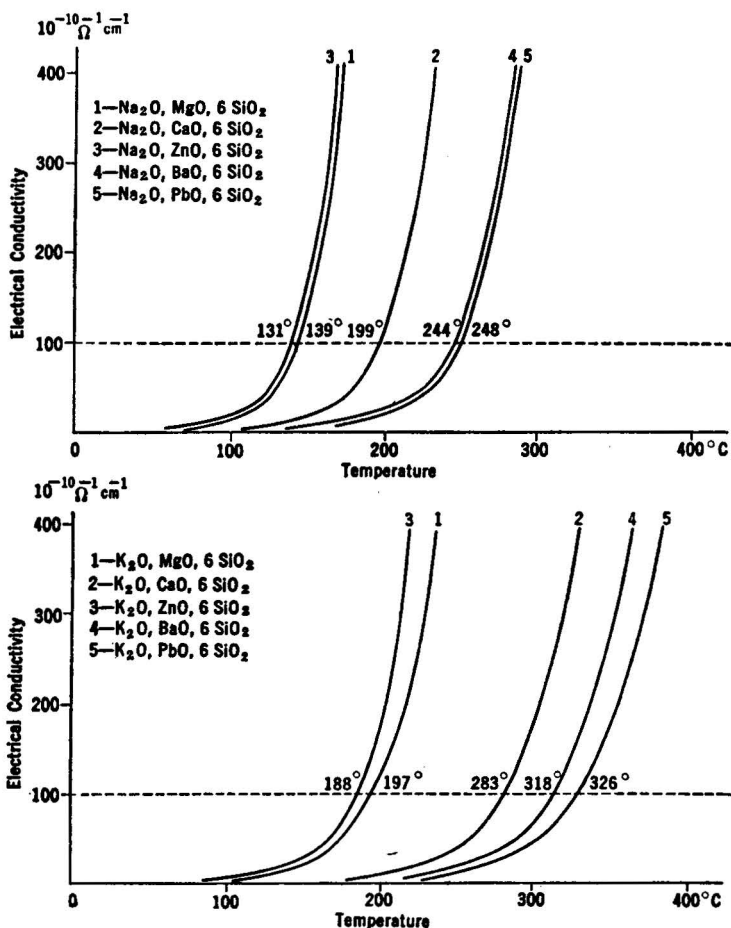 10⁻¹⁰Ω⁻¹cm⁻¹
3 1 2 4 5
400
1—Na₂O, MgO, 6 SiO₂
2—Na₂O, CaO, 6 SiO₂
3—Na₂O, ZnO, 6 SiO₂
4—Na₂O, BaO, 6 SiO₂
5—Na₂O, PbO, 6 SiO₂
300
200
Electrical Conductivity
131° 139° 199° 244° 248°
100
0 100 200 300 400°C
Temperature
10⁻¹⁰Ω⁻¹cm⁻¹
3 1 2 4 5
400
1—K₂O, MgO, 6 SiO₂
2—K₂O, CaO, 6 SiO₂
3—K₂O, ZnO, 6 SiO₂
4—K₂O, BaO, 6 SiO₂
5—K₂O, PbO, 6 SiO₂
300
200
Electrical Conductivity
188° 197° 283° 318° 326°
100
0 100 200 300 400°C
Temperature